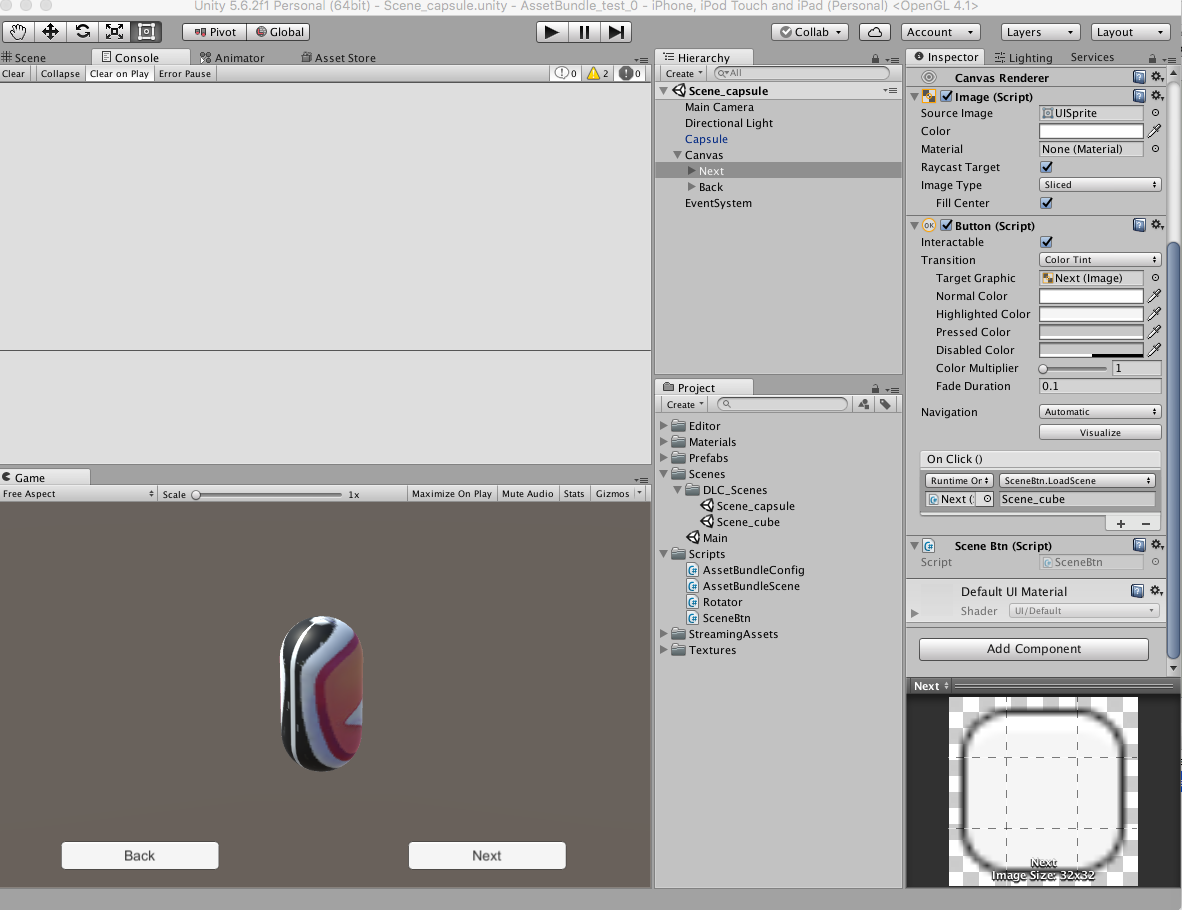 Unity 5.6.2f1 Personal (64bit) - Scene_capsule.unity - AssetBundle_test_0 - iPhone, iPod Touch and iPad (Personal) <OpenGL 4.1>
Pivot Global Collab Account Layers Layout
Scene Console Animator Asset Store
Clear Collapse Clear on Play Error Pause 0 2 0
Game
Free Aspect Scale 1x Maximize On Play Mute Audio Stats Gizmos
Back Next
Hierarchy
Create All
Scene_capsule
Main Camera
Directional Light
Capsule
Canvas
Next
Back
EventSystem
Project
Create
Editor
Materials
Prefabs
Scenes
DLC_Scenes
Scene_capsule
Scene_cube
Main
Scripts
AssetBundleConfig
AssetBundleScene
Rotator
SceneBtn
StreamingAssets
Textures
Inspector Lighting Services
Canvas Renderer
Image (Script)
Source Image UISprite
Color
Material None (Material)
Raycast Target
Image Type Sliced
Fill Center
OK Button (Script)
Interactable
Transition Color Tint
Target Graphic Next (Image)
Normal Color
Highlighted Color
Pressed Color
Disabled Color
Color Multiplier 1
Fade Duration 0.1
Navigation Automatic
Visualize
On Click ()
Runtime Or SceneBtn.LoadScene
Next (: Scene_cube
Scene Btn (Script)
Script SceneBtn
Default UI Material
Shader UI/Default
Add Component
Next
Next
Image Size: 32x32